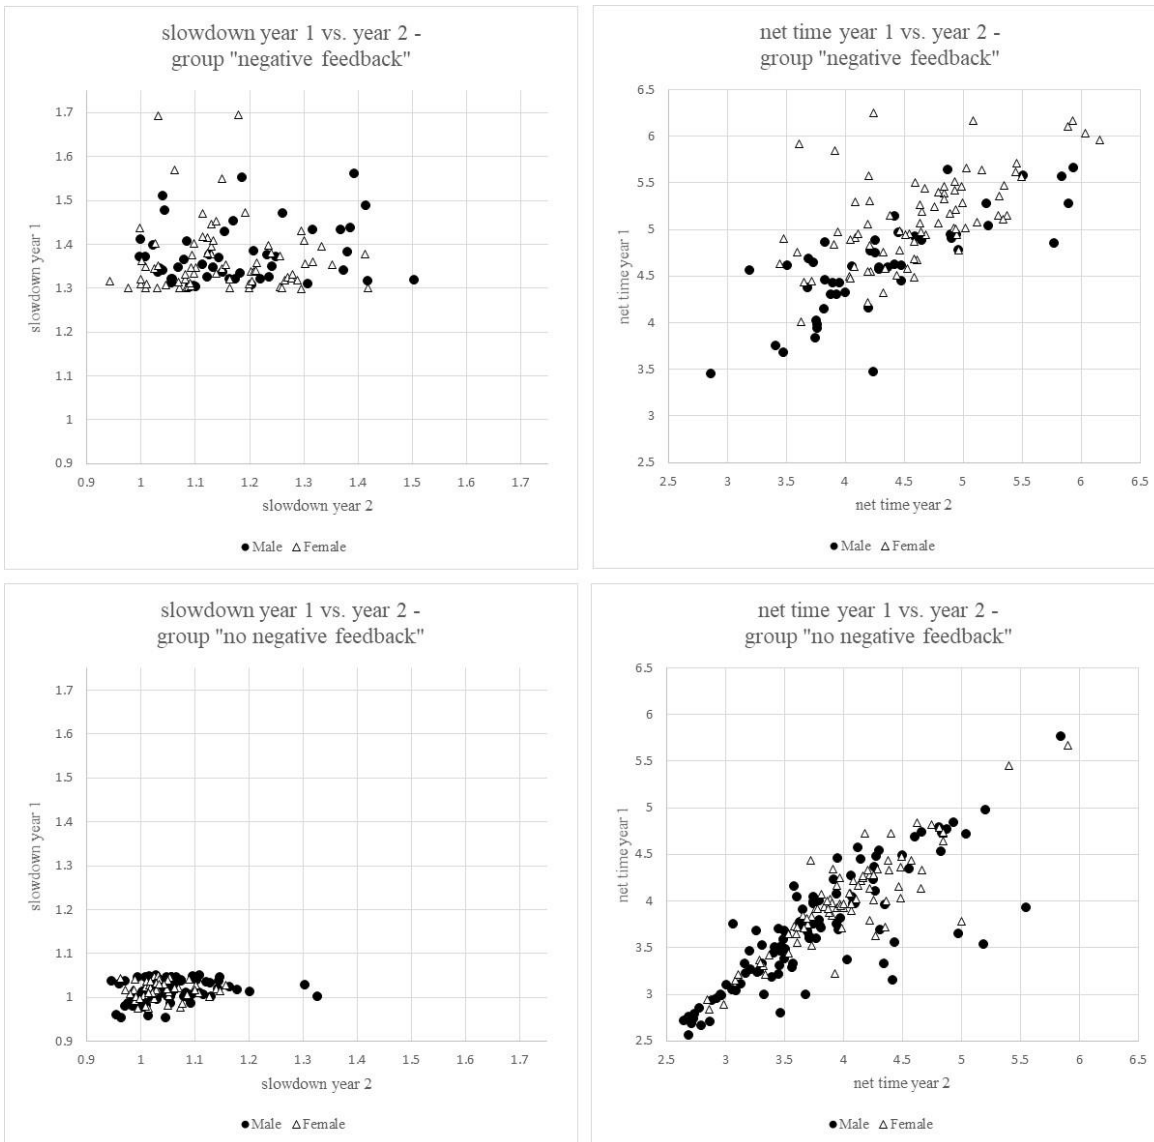 slowdown year 1 vs. year 2 -
group "negative feedback"
slowdown year 1
1.7
1.6
1.5
1.4
1.3
1.2
1.1
1
0.9
0.9 1 1.1 1.2 1.3 1.4 1.5 1.6 1.7
slowdown year 2
Male Female
net time year 1 vs. year 2 -
group "negative feedback"
net time year 1
6.5
6
5.5
5
4.5
4
3.5
3
2.5
2.5 3 3.5 4 4.5 5 5.5 6 6.5
net time year 2
Male Female
slowdown year 1 vs. year 2 -
group "no negative feedback"
slowdown year 1
1.7
1.6
1.5
1.4
1.3
1.2
1.1
1
0.9
0.9 1 1.1 1.2 1.3 1.4 1.5 1.6 1.7
slowdown year 2
Male Female
net time year 1 vs. year 2 -
group "no negative feedback"
net time year 1
6.5
6
5.5
5
4.5
4
3.5
3
2.5
2.5 3 3.5 4 4.5 5 5.5 6 6.5
net time year 2
Male Female